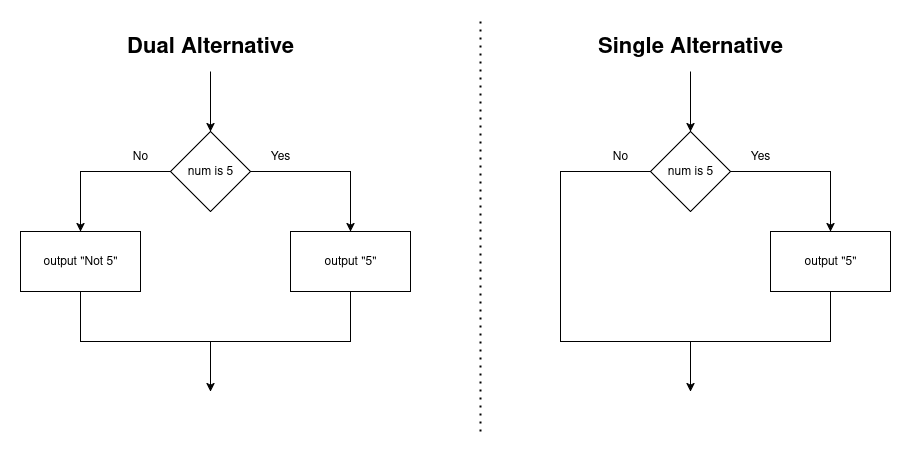 Dual Alternative
No
Yes
num is 5
output "Not 5"
output "5"
Single Alternative
No
Yes
num is 5
output "5"